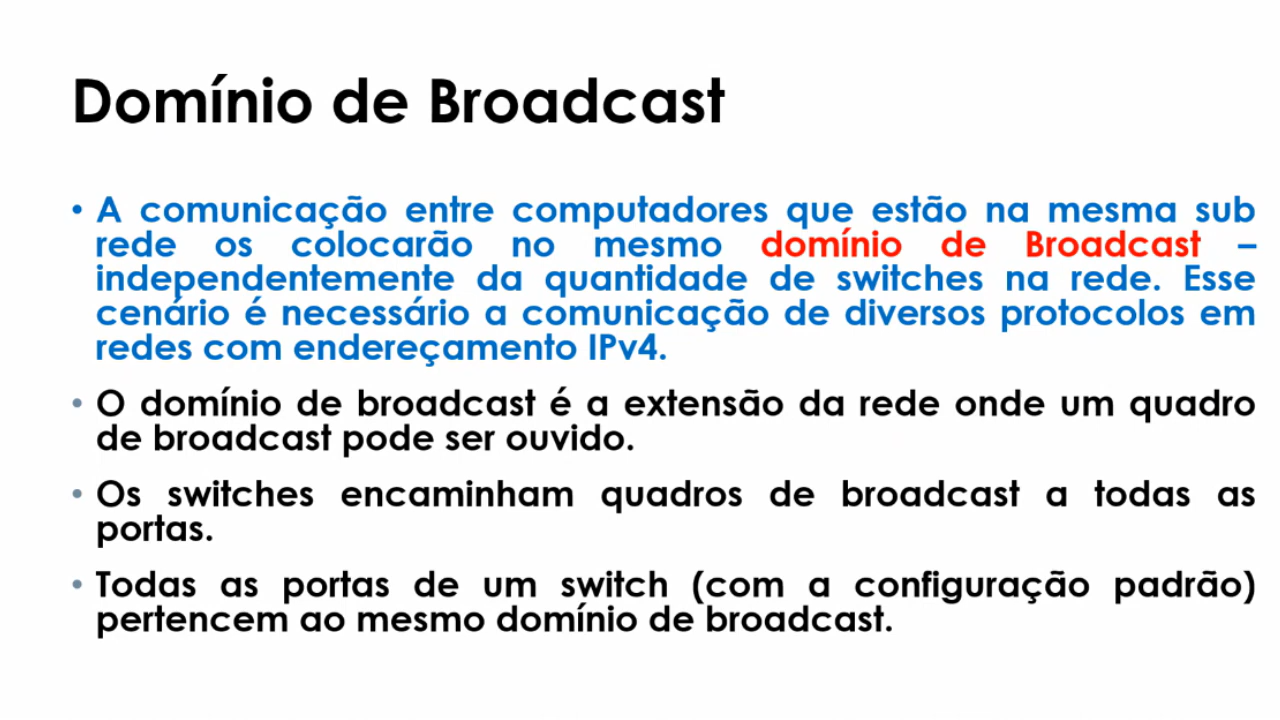 Domínio de Broadcast
• A comunicação entre computadores que estão na mesma sub
rede os colocarão no mesmo domínio de Broadcast –
independentemente da quantidade de switches na rede. Esse
cenário é necessário a comunicação de diversos protocolos em
redes com endereçamento IPv4.
• O domínio de broadcast é a extensão da rede onde um quadro
de broadcast pode ser ouvido.
• Os switches encaminham quadros de broadcast a todas as
portas.
• Todas as portas de um switch (com a configuração padrão)
pertencem ao mesmo domínio de broadcast.